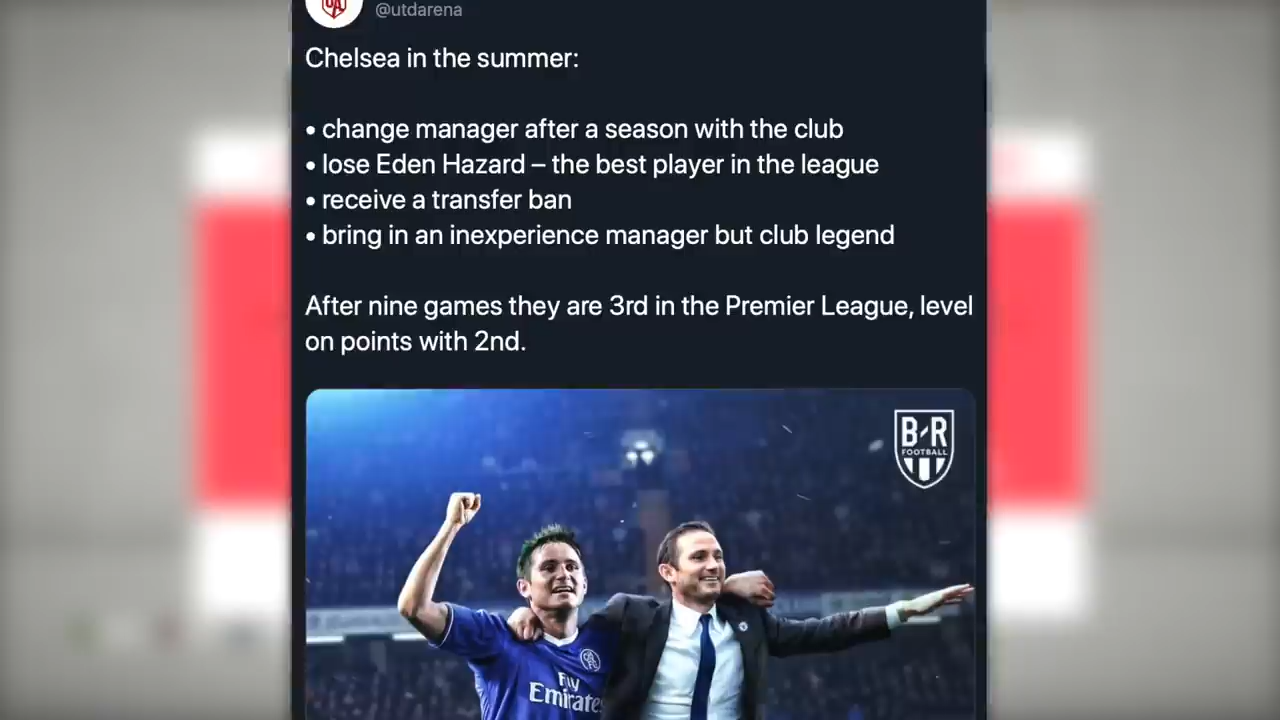 @utdarena
Chelsea in the summer:
• change manager after a season with the club
• lose Eden Hazard – the best player in the league
• receive a transfer ban
• bring in an inexperience manager but club legend
After nine games they are 3rd in the Premier League, level
on points with 2nd.
B/R
FOOTBALL
Fly
Emirates